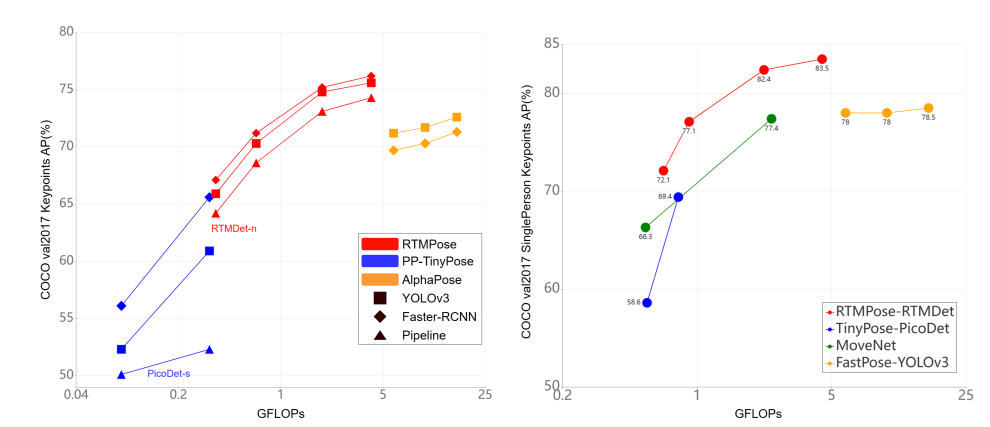 COCO val2017 Keypoints AP(%)
80
75
70
65
60
55
50
0.04
0.2
1
5
25
GFLOPs
RTMDet-n
PicoDet-s
RTMPose
PP-TinyPose
AlphaPose
YOLOv3
Faster-RCNN
Pipeline
COCO val2017 SinglePerson Keypoints AP(%)
85
80
70
60
50
0.2
1
5
25
GFLOPs
72.1
77.1
82.4
83.5
58.6
69.4
66.3
77.4
78
78
78.5
RTMPose-RTMDet
TinyPose-PicoDet
MoveNet
FastPose-YOLOv3